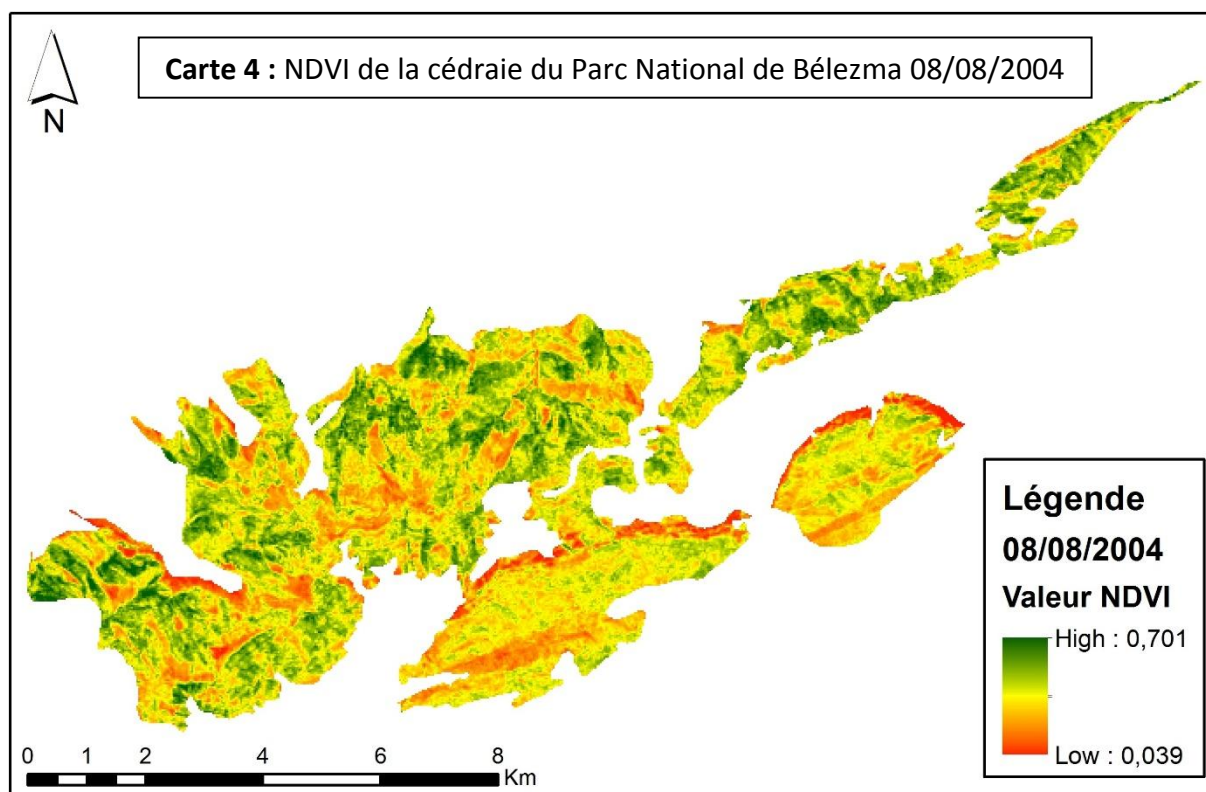 Carte 4 : NDVI de la cédraie du Parc National de Bélezma 08/08/2004
N
Légende
08/08/2004
Valeur NDVI
High : 0,701
Low : 0,039
0 1 2 4 6 8
Km